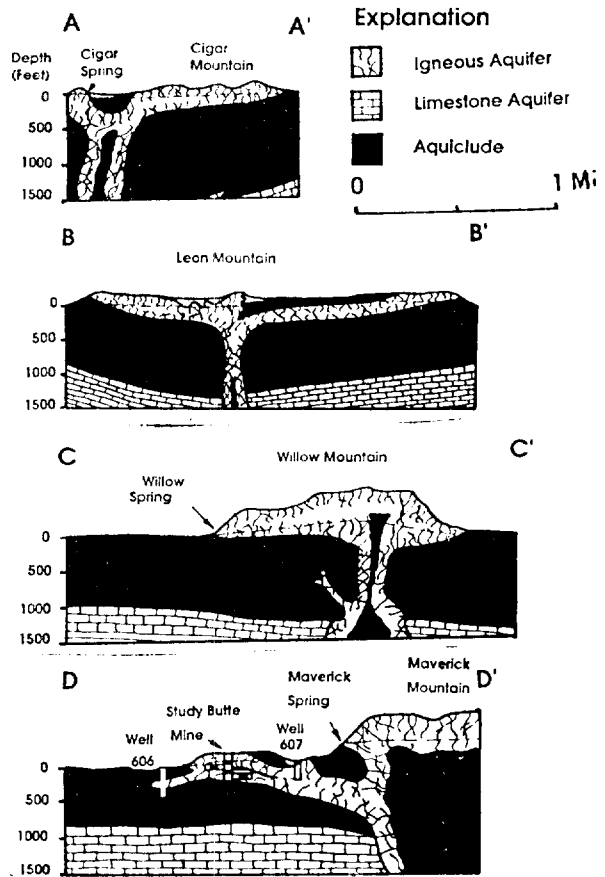 Explanation
Igneous Aquifer
Limestone Aquifer
Aquiclude
0 1 Mi
A A'
Depth
(Feet)
Cigar
Spring
Cigar
Mountain
0
500
1000
1500
B B'
Leon Mountain
0
500
1000
1500
C C'
Willow Mountain
Willow
Spring
0
500
1000
1500
D D'
Maverick
Mountain
Maverick
Spring
Study Butte
Mine
Well
607
Well
606
0
500
1000
1500